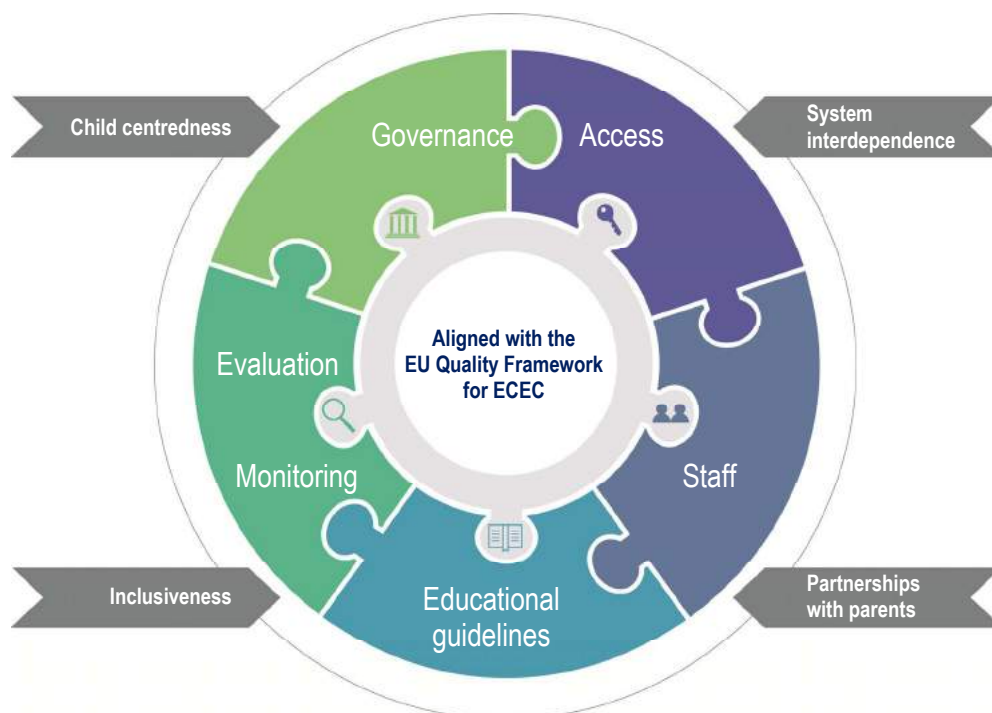 Child centredness
Governance
Access
System
interdependence
Aligned with the
EU Quality Framework
for ECEC
Evaluation
Monitoring
Staff
Inclusiveness
Educational
guidelines
Partnerships
with parents